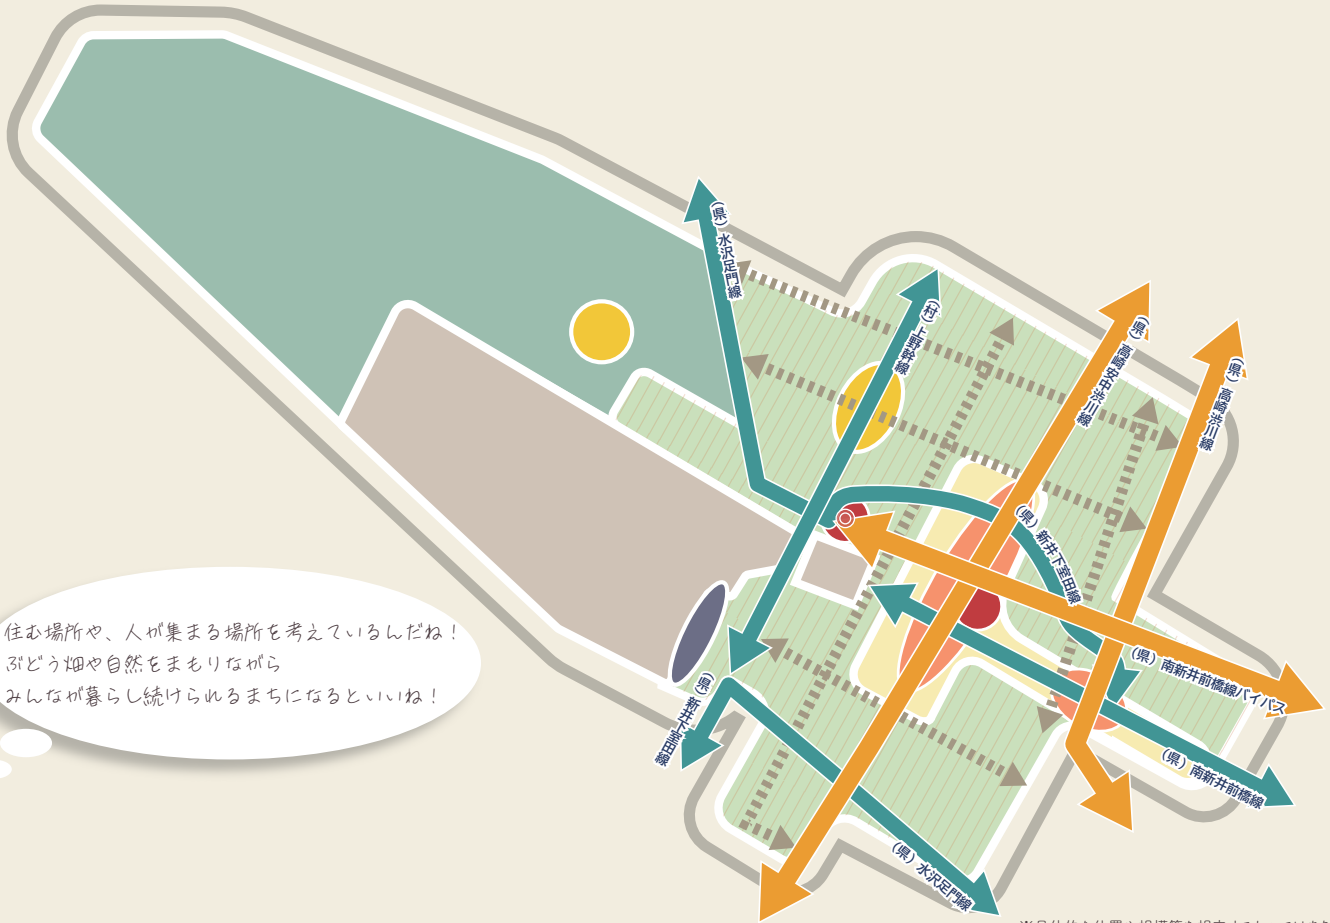 (県) 水沢足門線
(村) 上野幹線
(県) 高崎安中渋川線
(県) 高崎渋川線
(県) 新井下室田線
住む場所や、人が集まる場所を考えているんだね!
ぶどう畑や自然をまもりながら
みんなが暮らし続けられるまちになるといいね!
(県) 南新井前橋線バイパス
(県) 新井下室田線
(県) 南新井前橋線
(県) 水沢足門線